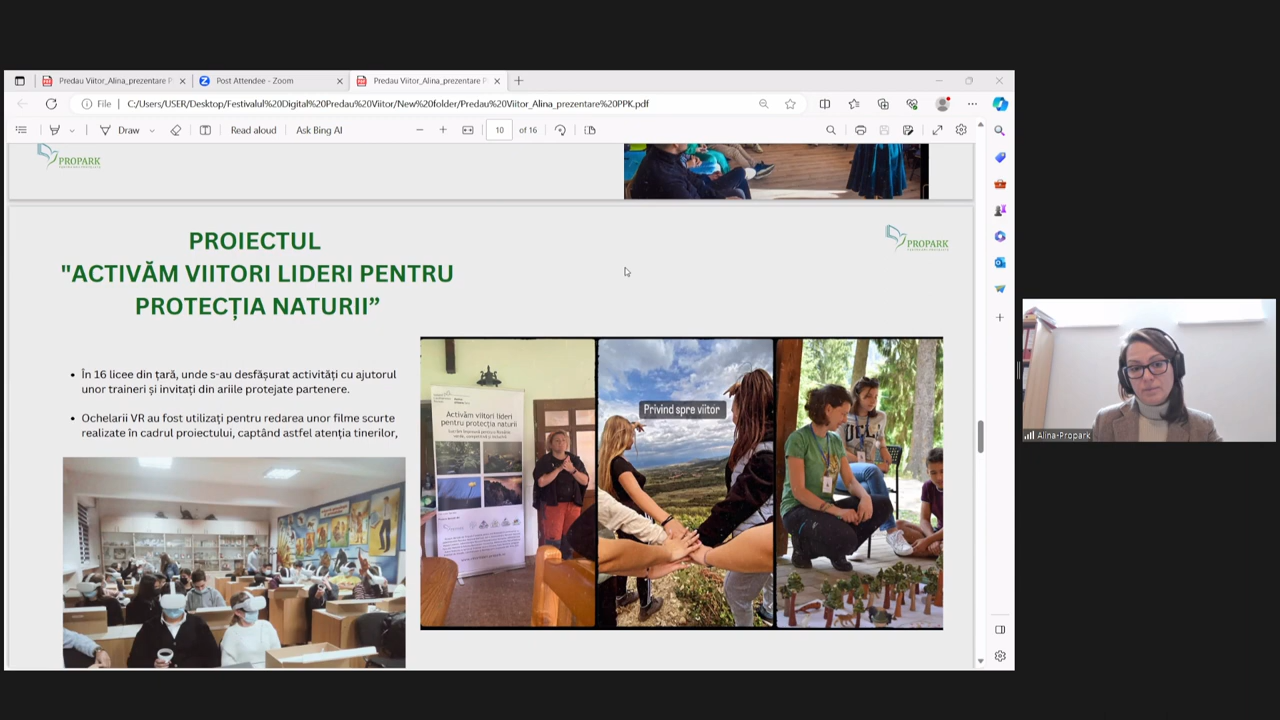 Predau Viitor_Alina_prezentare P
Post Attendee - Zoom
Predau Viitor_Alina_prezentare P
File
C:/Users/USER/Desktop/Festivalul%20Digital%20Predau%20Viitor/New%20folder/Predau%20Viitor_Alina_prezentare%20PPK.pdf
Draw
Read aloud
Ask Bing AI
10 of 16
PROPARK
PROPARK
PROIECTUL
"ACTIVĂM VIITORI LIDERI PENTRU
PROTECȚIA NATURII”
• În 16 licee din țară, unde s-au desfășurat activități cu ajutorul
unor traineri și invitați din ariile protejate partenere.
• Ochelarii VR au fost utilizați pentru redarea unor filme scurte
realizate în cadrul proiectului, captând astfel atenția tinerilor,
Activăm viitori lideri
pentru protecția naturii
Privind spre viitor
UCLA
Alina-Propark